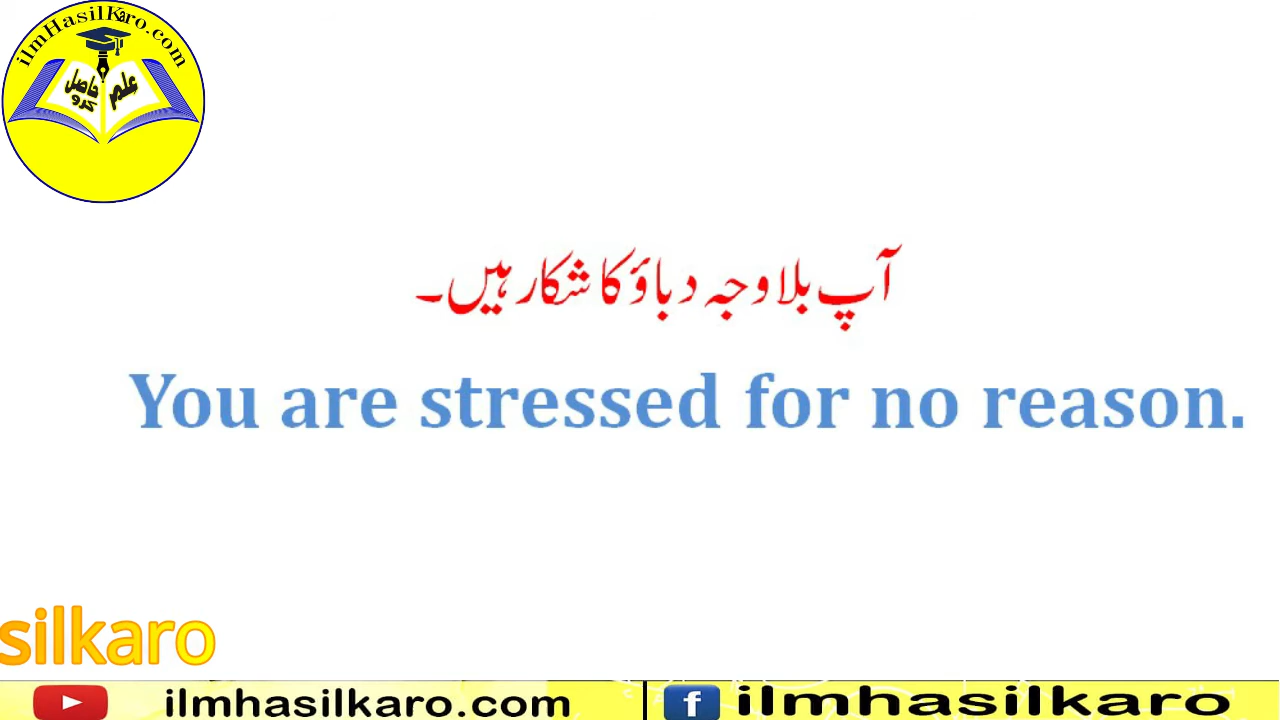 ilmHasilKaro.com
علم حاصل کرو
آپ بلاوجہ دباؤ کا شکار ہیں۔
You are stressed for no reason.
silkaro
ilmhasilkaro.com
ilmhasilkaro